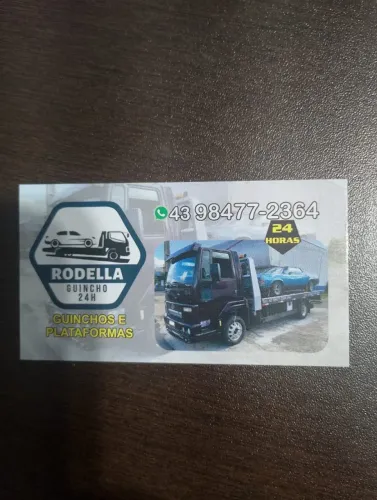 43 98477-2364
24
HORAS
RODELLA
GUINCHO
24H
GUINCHOS E
PLATAFORMAS